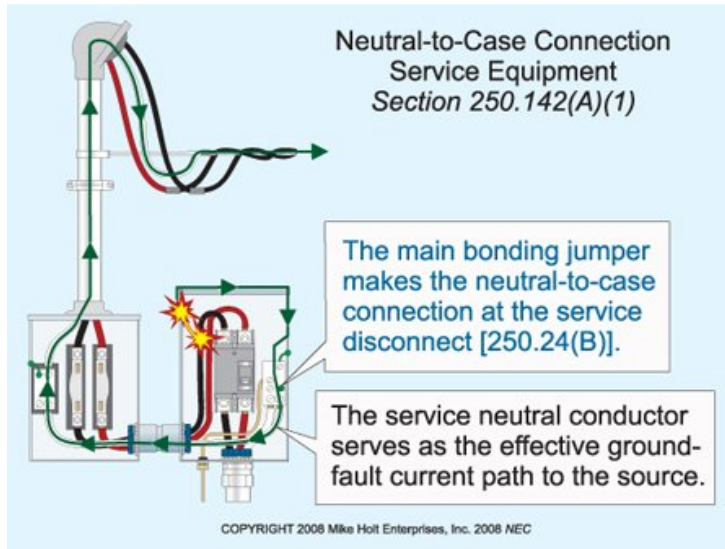 Neutral-to-Case Connection
Service Equipment
Section 250.142(A)(1)
The main bonding jumper
makes the neutral-to-case
connection at the service
disconnect [250.24(B)].
The service neutral conductor
serves as the effective ground-
fault current path to the source.
COPYRIGHT 2008 Mike Holt Enterprises, Inc. 2008 NEC